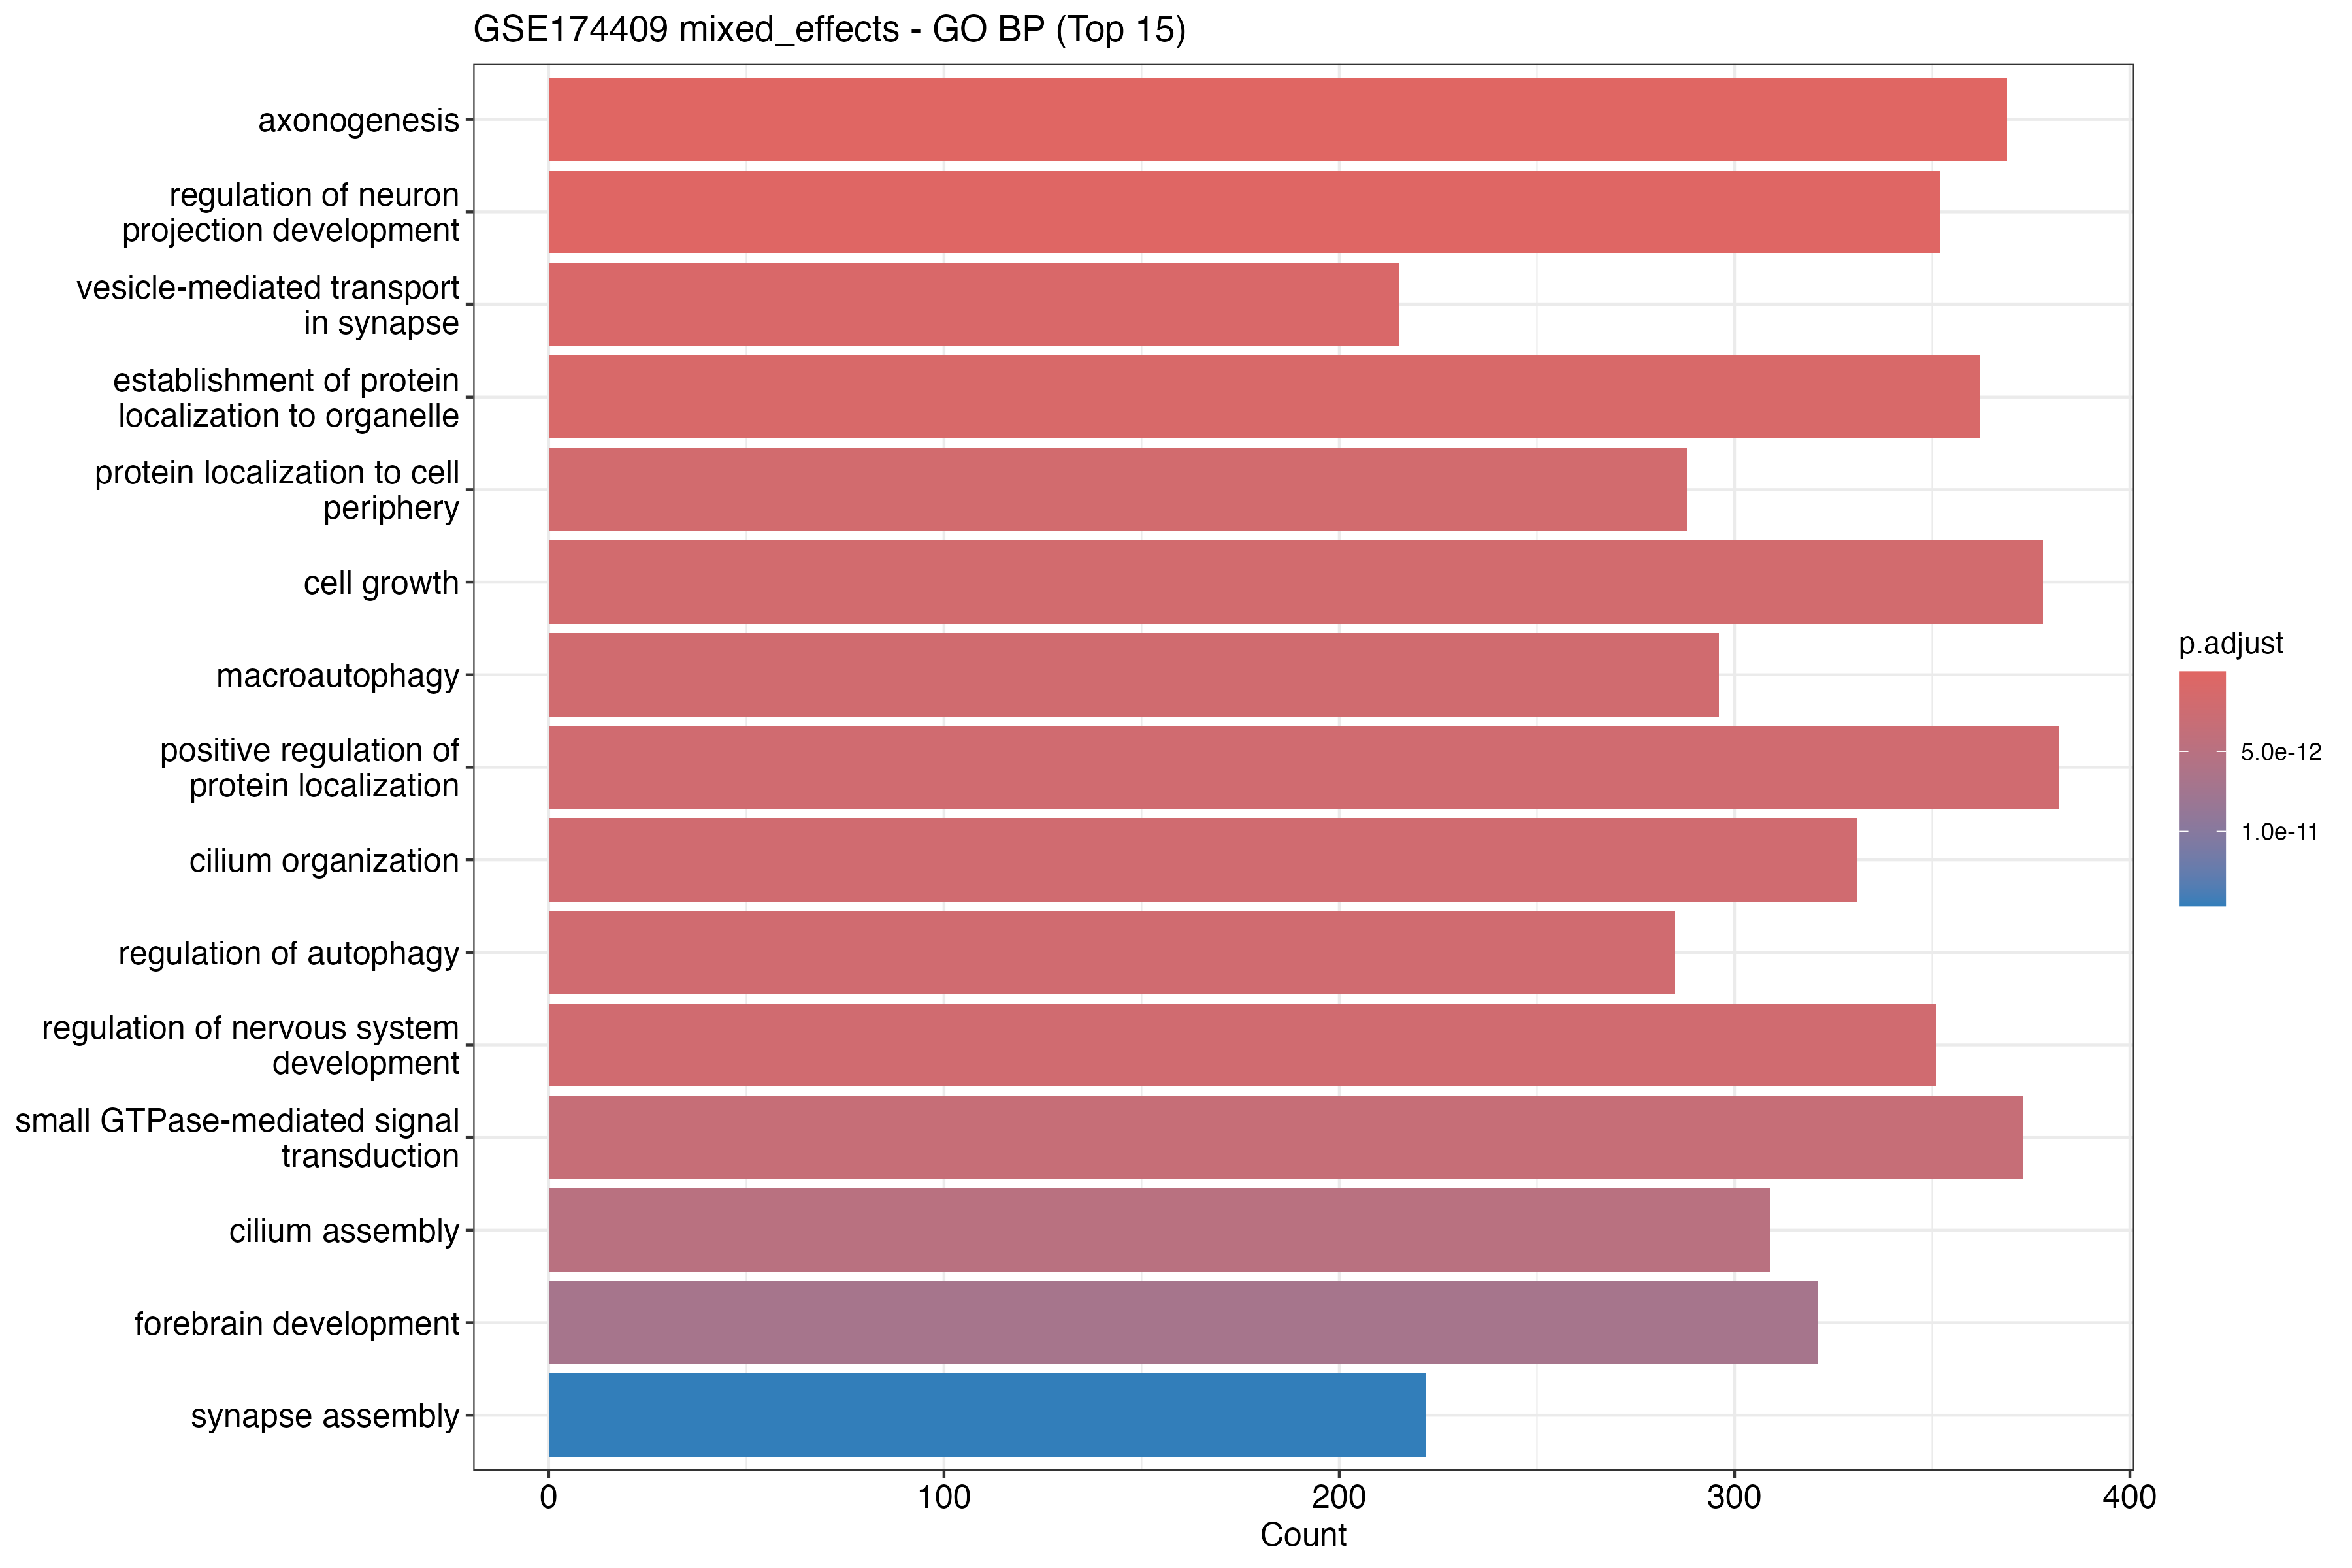 GSE174409 mixed_effects - GO BP (Top 15)
axonogenesis
regulation of neuron
projection development
vesicle-mediated transport
in synapse
establishment of protein
localization to organelle
protein localization to cell
periphery
cell growth
macroautophagy
positive regulation of
protein localization
cilium organization
regulation of autophagy
regulation of nervous system
development
small GTPase-mediated signal
transduction
cilium assembly
forebrain development
synapse assembly
0 100 200 300 400
Count
p.adjust
5.0e-12
1.0e-11